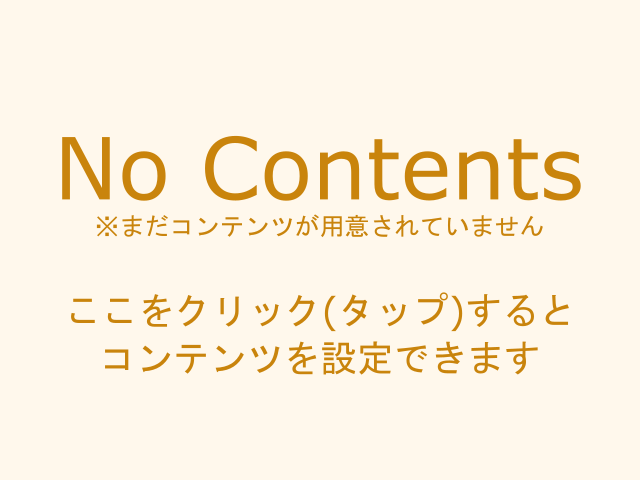 No Contents
※まだコンテンツが用意されていません
ここをクリック(タップ)すると
コンテンツを設定できます